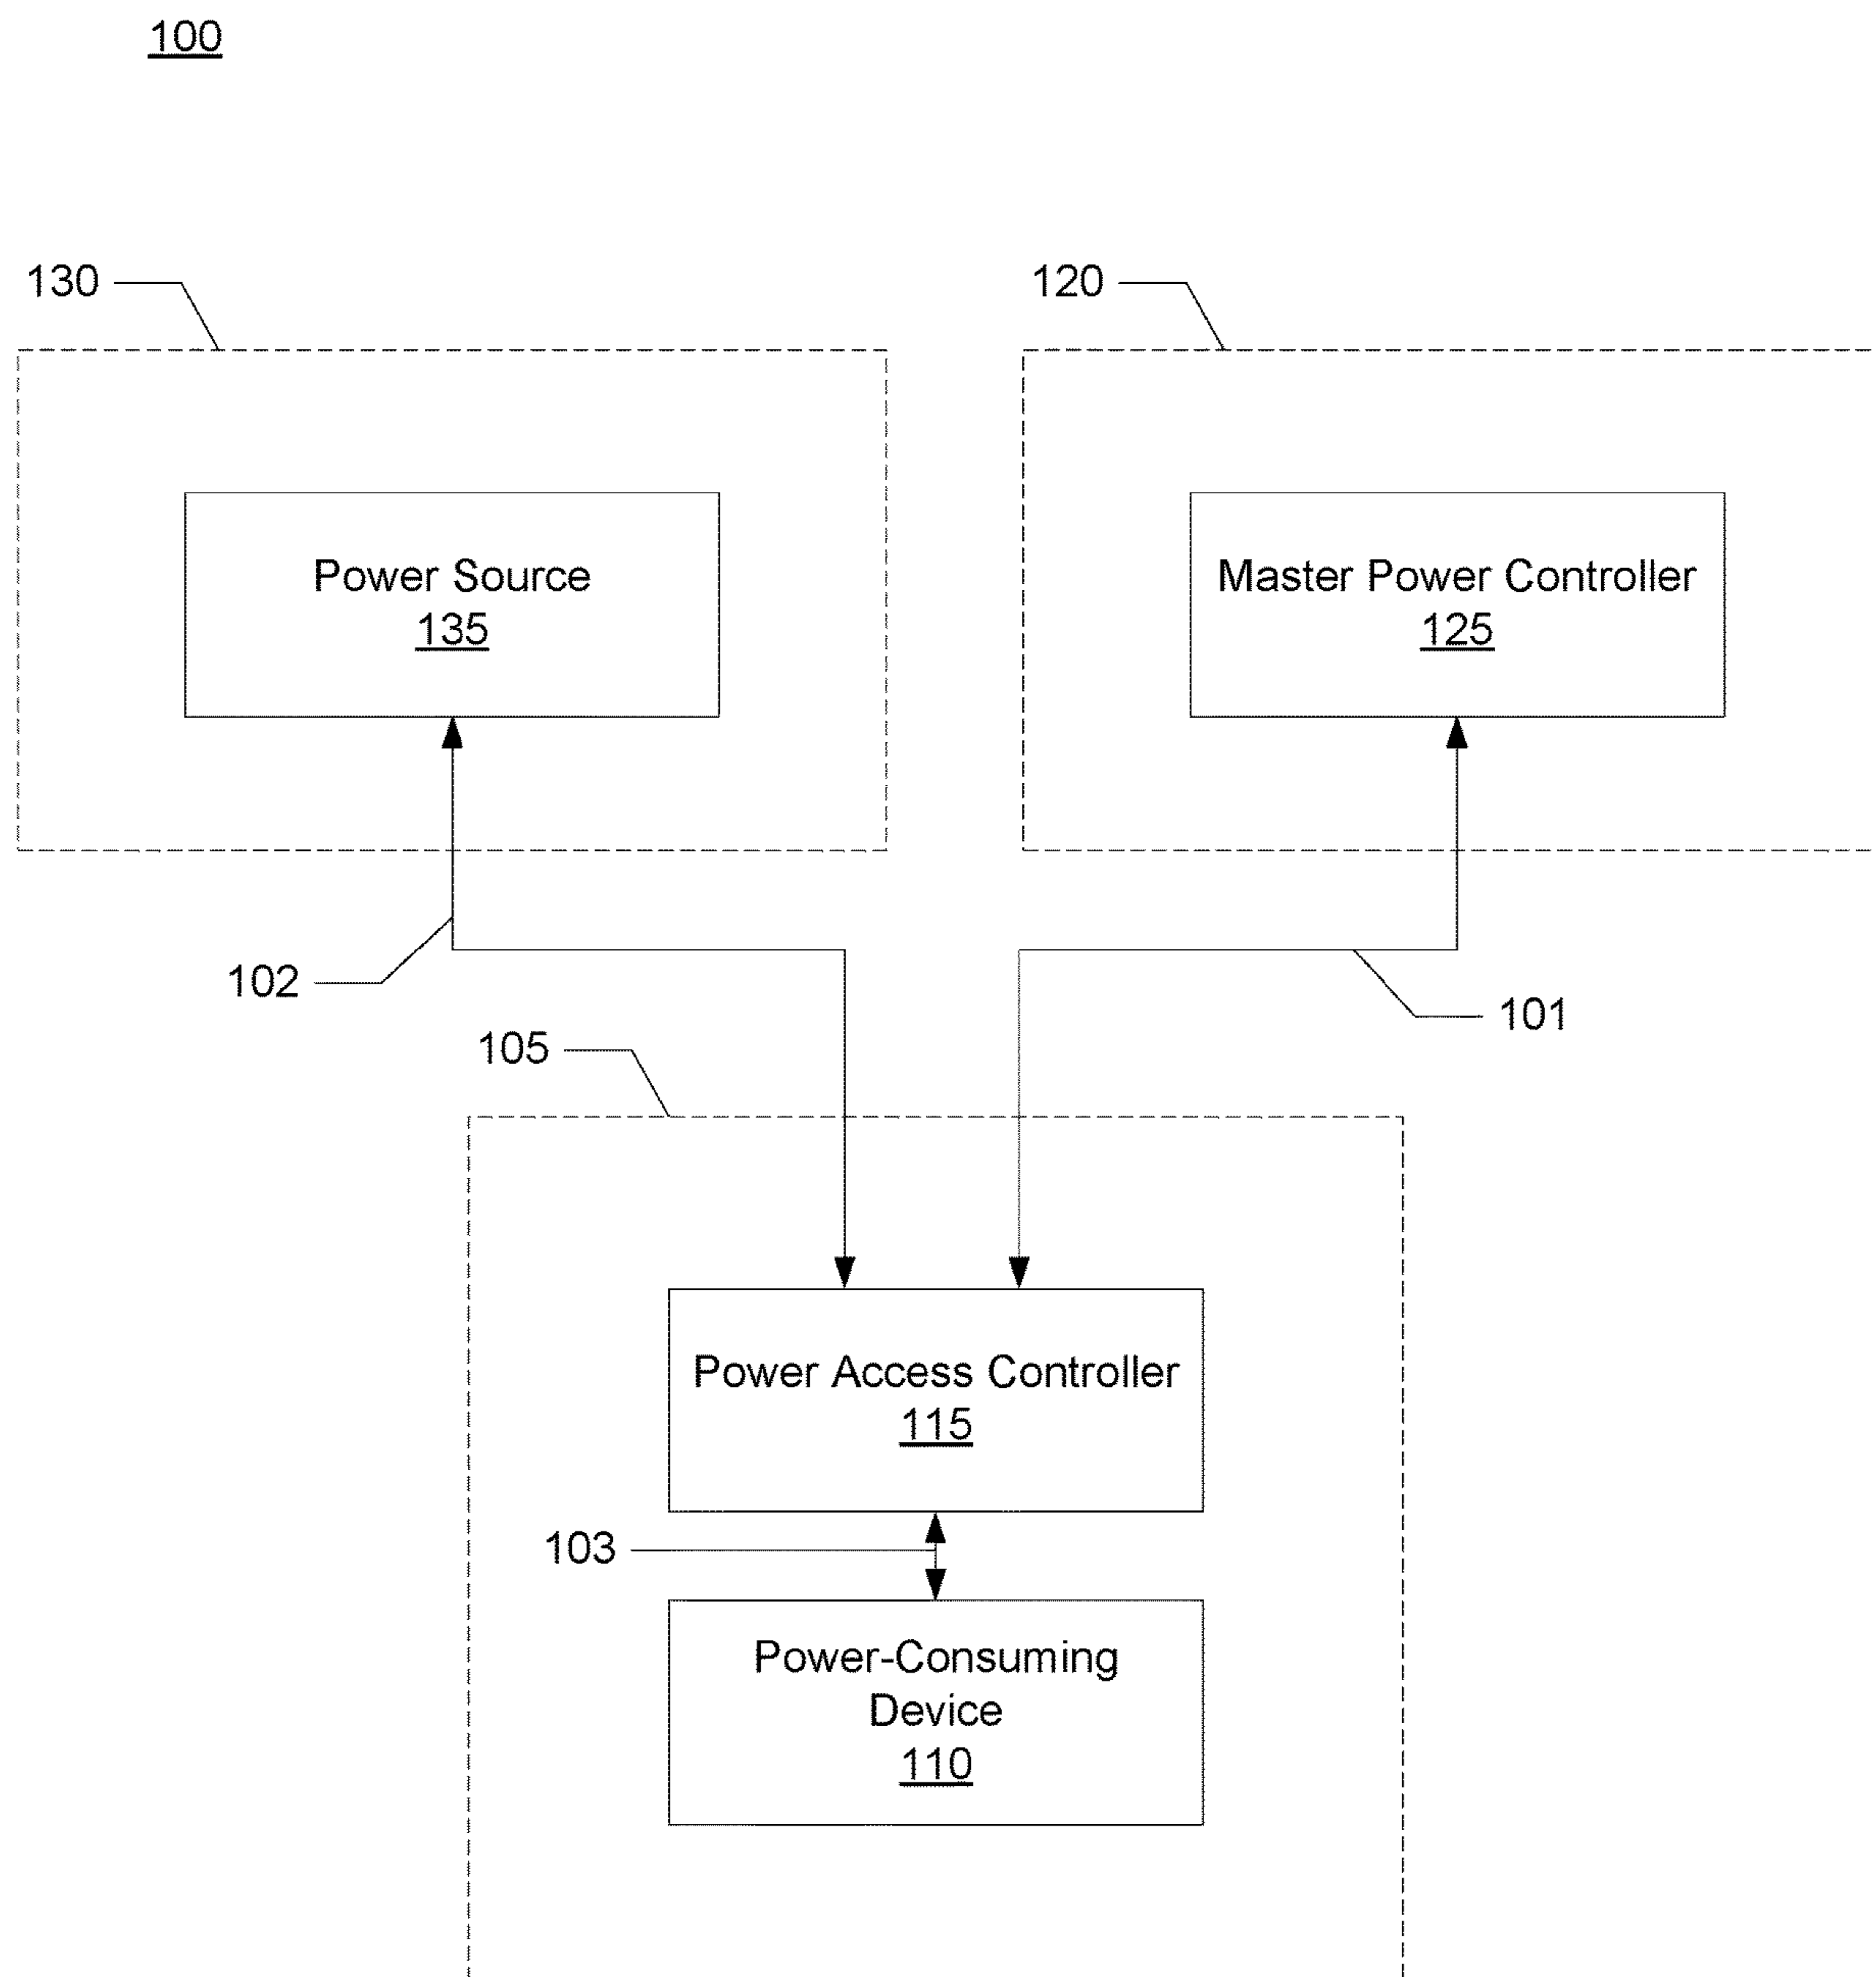 100
130
120
Power Source
135
Master Power Controller
125
102
101
105
Power Access Controller
115
103
Power-Consuming
Device
110